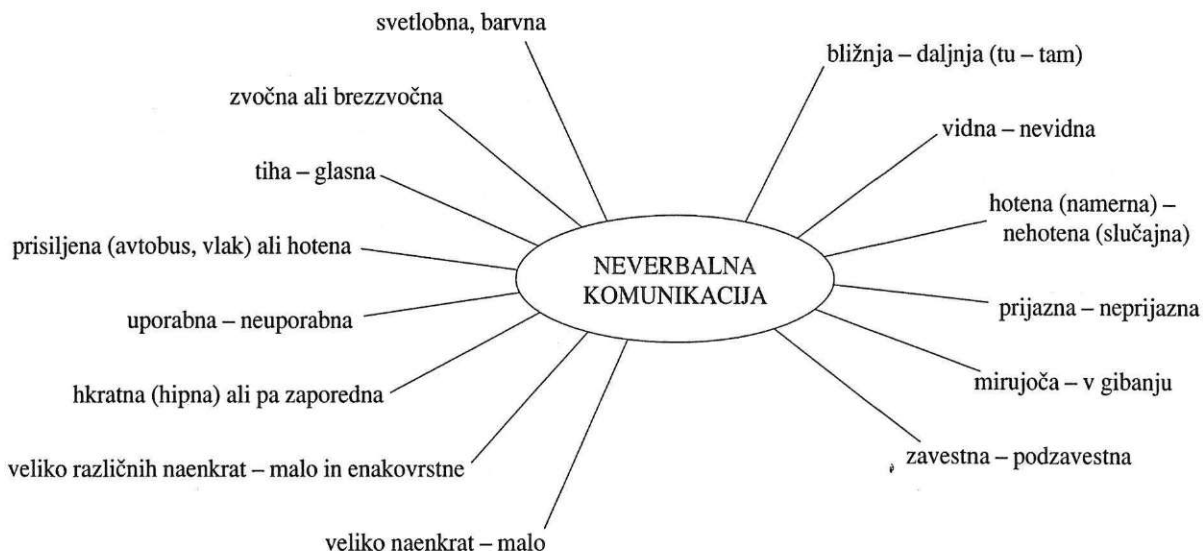 svetlobna, barvna
bližnja – daljnja (tu – tam)
zvočna ali brezzvočna
vidna – nevidna
tiha – glasna
hotena (namerna) –
nehotena (slučajna)
prisiljena (avtobus, vlak) ali hotena
NEVERBALNA
KOMUNIKACIJA
prijazna – neprijazna
uporabna – neuporabna
mirujoča – v gibanju
hkratna (hipna) ali pa zaporedna
zavestna – podzavestna
veliko različnih naenkrat – malo in enakovrstne
veliko naenkrat – malo